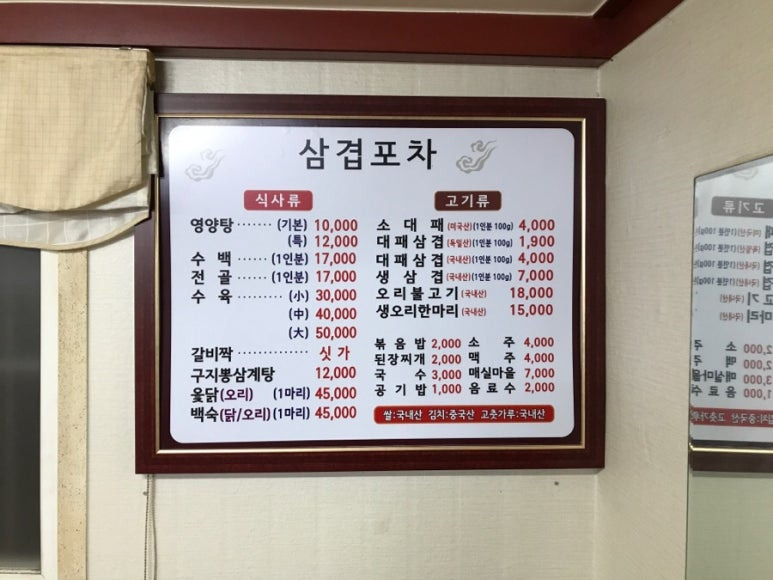 삼겹포차
식사류
영양탕 ······· (기본) 10,000
(특) 12,000
수 백 ······ (1인분) 17,000
전 골 ······ (1인분) 17,000
수 육 ········· (小) 30,000
(中) 40,000
(大) 50,000
갈비짝 ·············· 싯 가
구지뽕삼계탕 12,000
옻닭(오리) (1마리) 45,000
백숙(닭/오리) (1마리) 45,000
고기류
소 대 패 (미국산)(1인분 100g) 4,000
대 패 삼 겹 (독일산)(1인분 100g) 1,900
대 패 삼 겹 (국내산)(1인분 100g) 4,000
생 삼 겹 (국내산)(1인분 100g) 7,000
오 리 불 고 기 (국내산) 18,000
생오리한마리 (국내산) 15,000
볶 음 밥 2,000 소 주 4,000
된장찌개 2,000 맥 주 4,000
국 수 3,000 매실마을 7,000
공 기 밥 1,000 음 료 수 2,000
쌀:국내산 김치:중국산 고춧가루:국내산